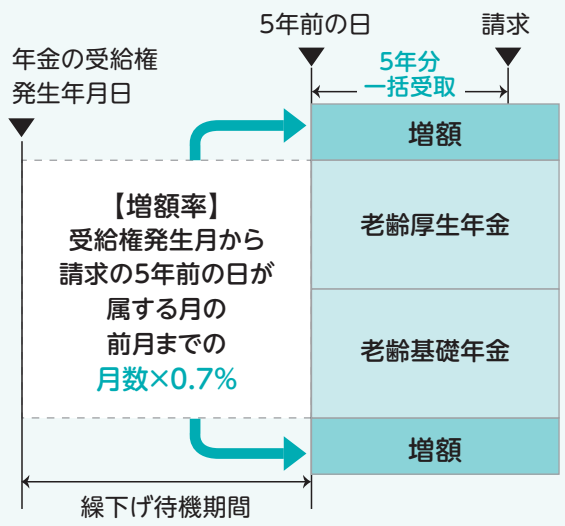 5年前の日
請求
年金の受給権
発生年月日
5年分
一括受取
増額
【増額率】
受給権発生月から
請求の5年前の日が
属する月の
前月までの
月数×0.7%
老齢厚生年金
老齢基礎年金
増額
繰下げ待機期間